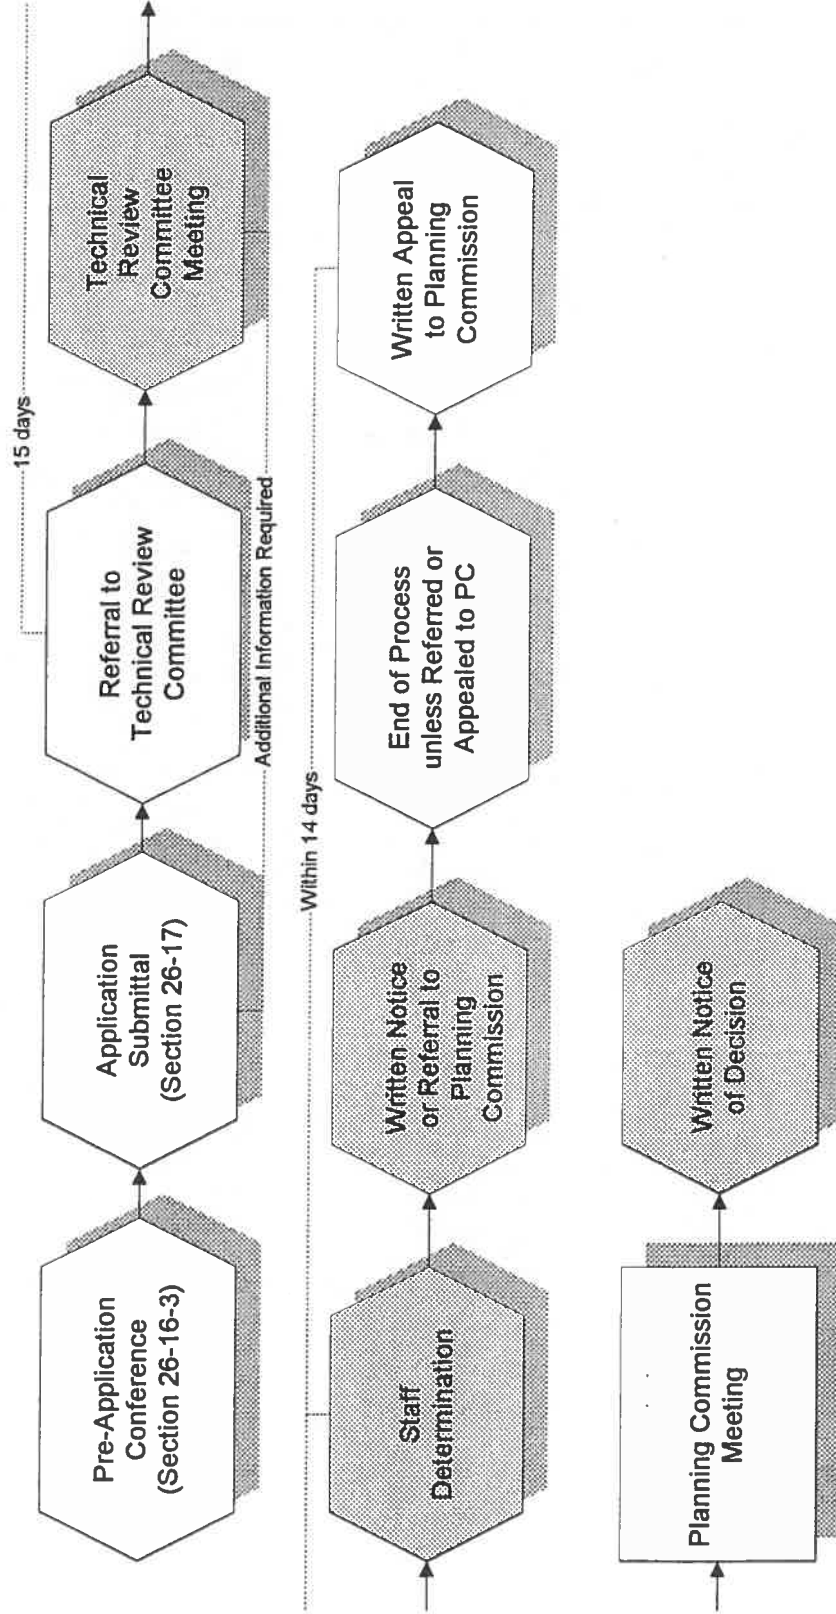 15 days
Pre-Application
Conference
(Section 26-16-3)
Application
Submittal
(Section 26-17)
Referral to
Technical Review
Committee
Technical
Review
Committee
Meeting
Additional Information Required
Within 14 days
Staff
Determination
Written Notice
or Referral to
Planning
Commission
End of Process
unless Referred or
Appealed to PC
Written Appeal
to Planning
Commission
Planning Commission
Meeting
Written Notice
of Decision